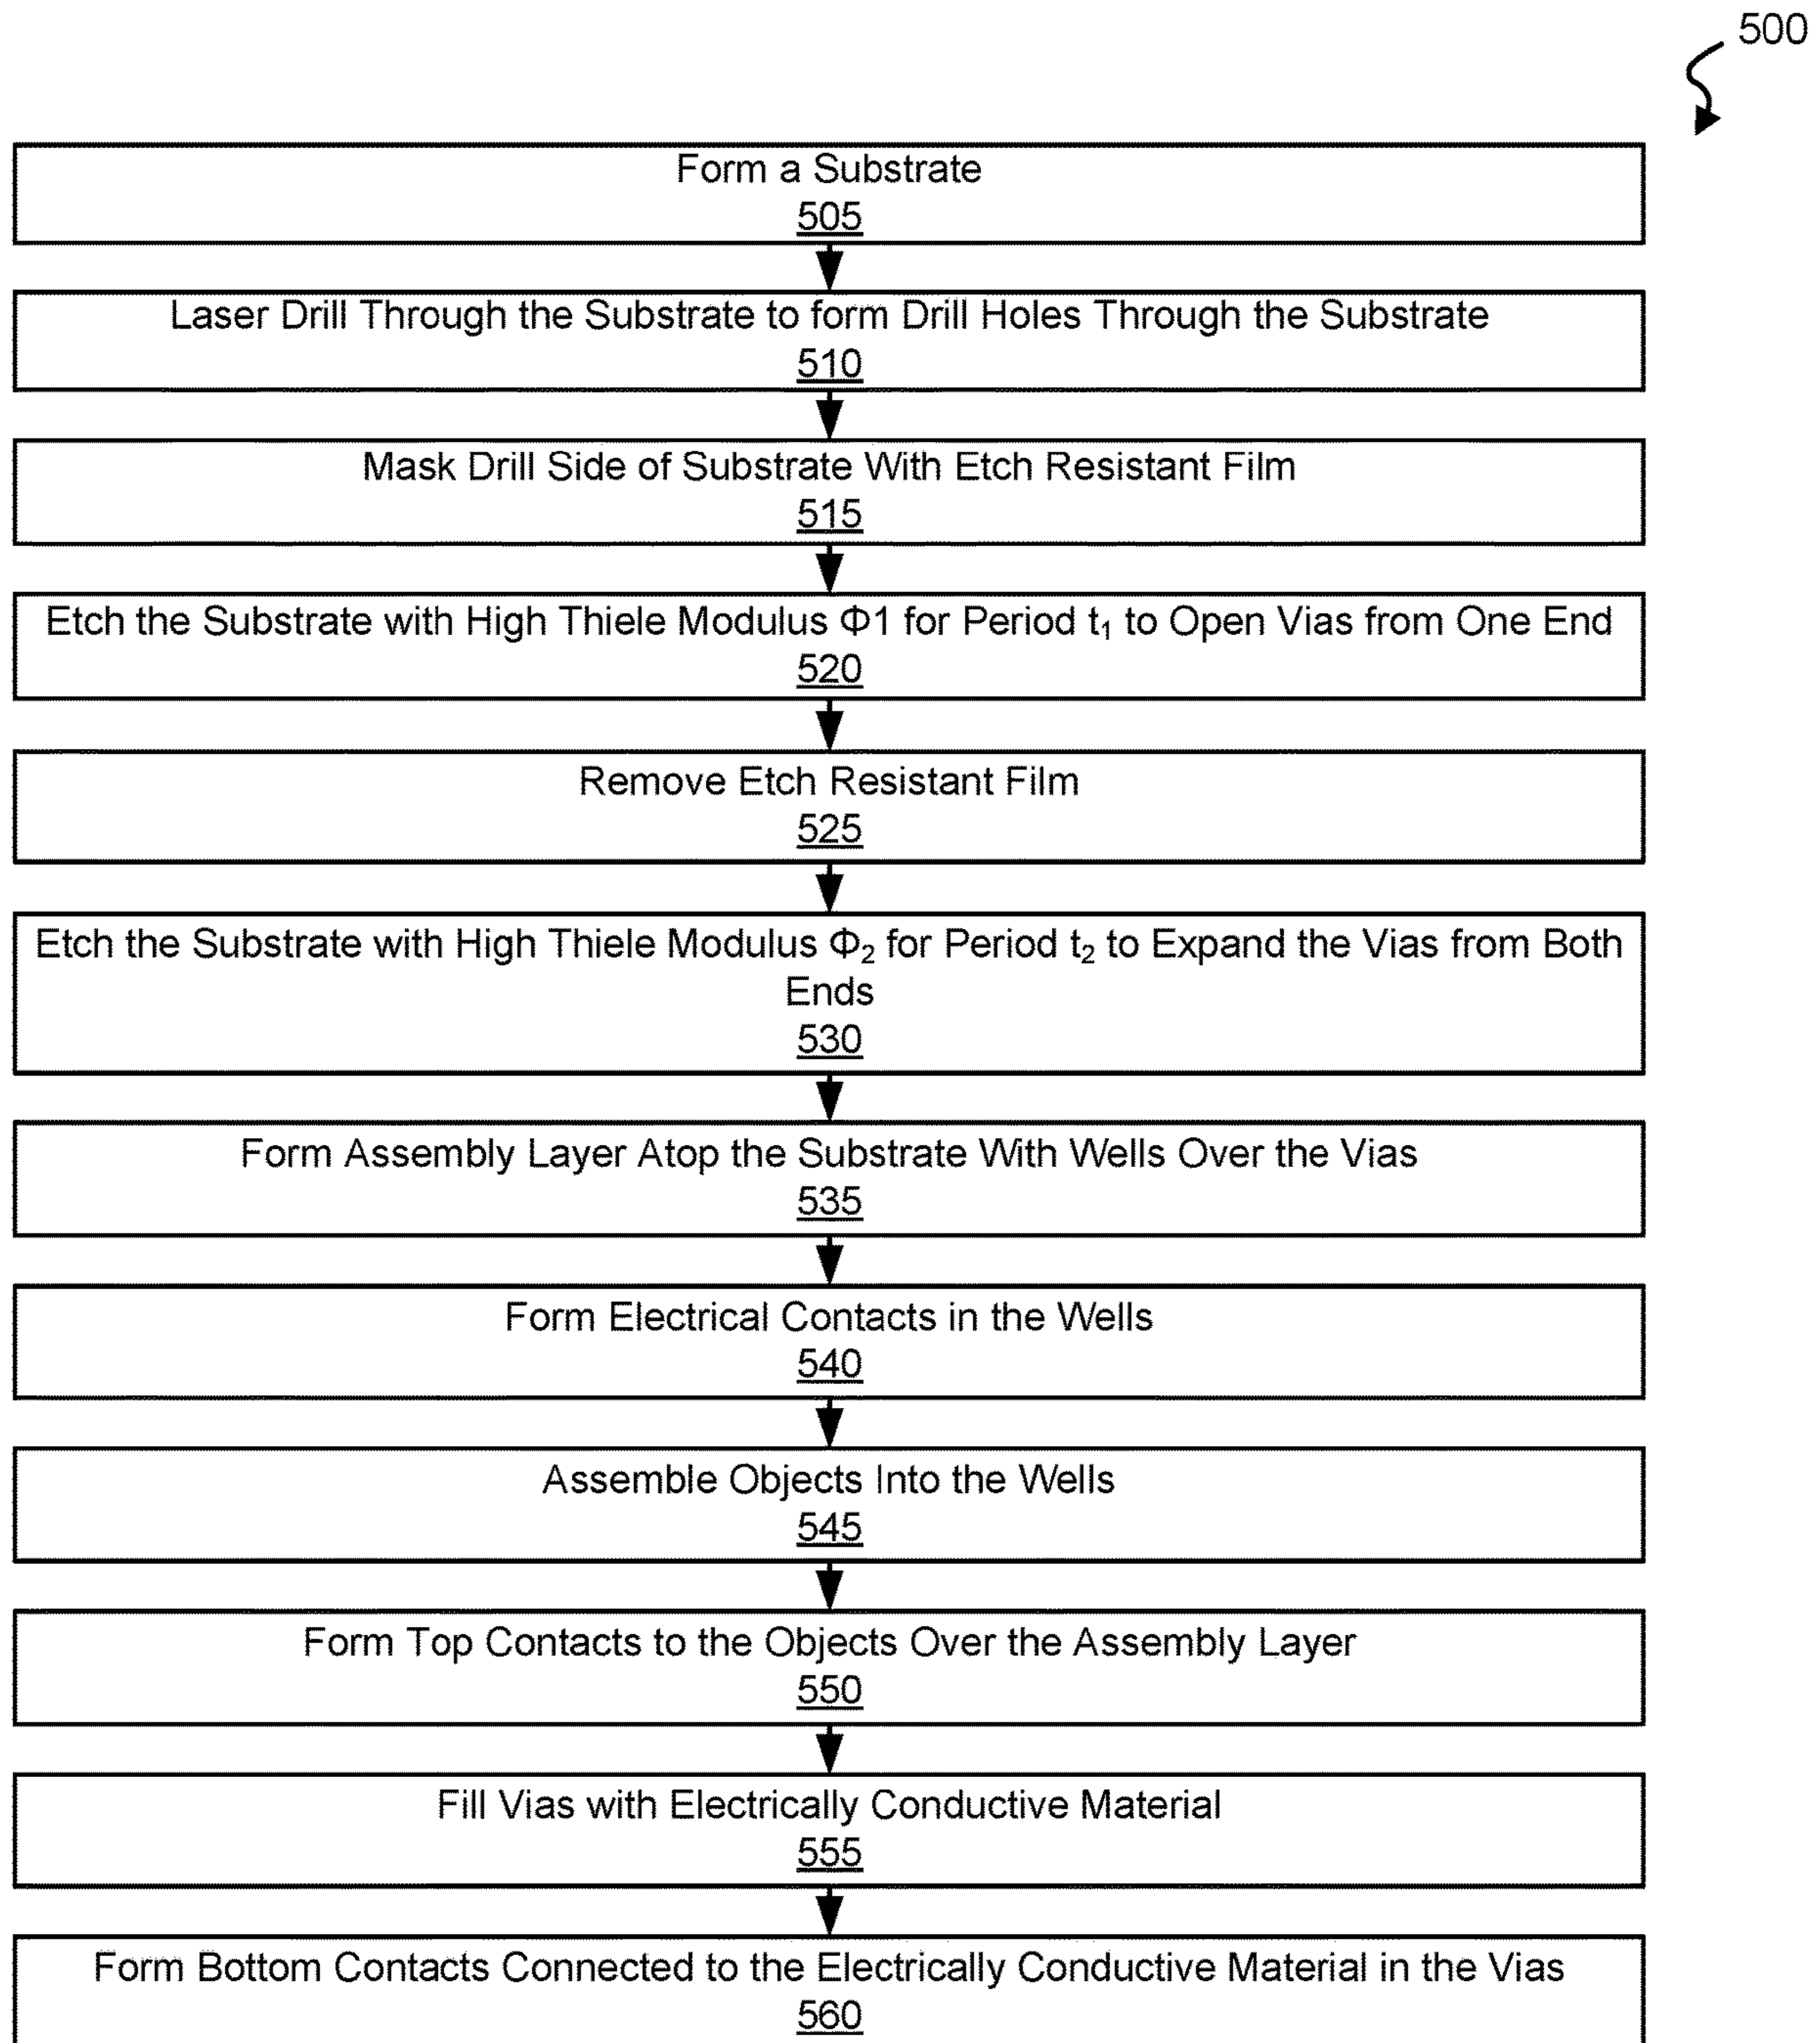 500
Form a Substrate
505
Laser Drill Through the Substrate to form Drill Holes Through the Substrate
510
Mask Drill Side of Substrate With Etch Resistant Film
515
Etch the Substrate with High Thiele Modulus Φ1 for Period t₁ to Open Vias from One End
520
Remove Etch Resistant Film
525
Etch the Substrate with High Thiele Modulus Φ₂ for Period t₂ to Expand the Vias from Both
Ends
530
Form Assembly Layer Atop the Substrate With Wells Over the Vias
535
Form Electrical Contacts in the Wells
540
Assemble Objects Into the Wells
545
Form Top Contacts to the Objects Over the Assembly Layer
550
Fill Vias with Electrically Conductive Material
555
Form Bottom Contacts Connected to the Electrically Conductive Material in the Vias
560